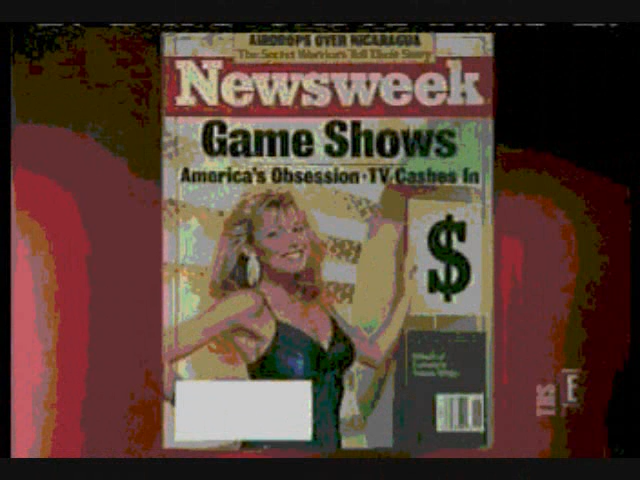 AIRDROPS OVER NICARAGUA
The Secret Warriors Tell Their Story
Newsweek
Game Shows
America's Obsession·TV Cashes In
$
E